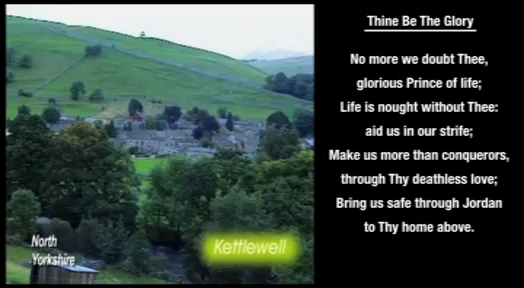 Thine Be The Glory
No more we doubt Thee,
glorious Prince of life;
Life is nought without Thee:
aid us in our strife;
Make us more than conquerors,
through Thy deathless love;
Bring us safe through Jordan
to Thy home above.
North
Yorkshire
Kettlewell